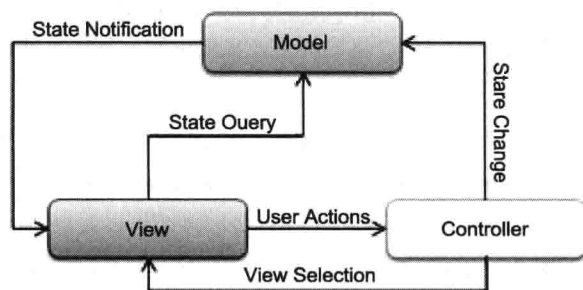 State Notification
Model
State Ouery
Stare Change
View
User Actions
Controller
View Selection